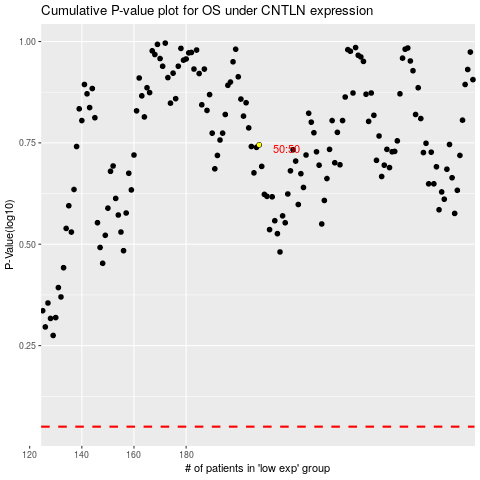 Cumulative P-value plot for OS under CNTLN expression
P-Value(log10)
1.00
0.75
0.50
0.25
50:50
120 140 160 180
# of patients in 'low exp' group